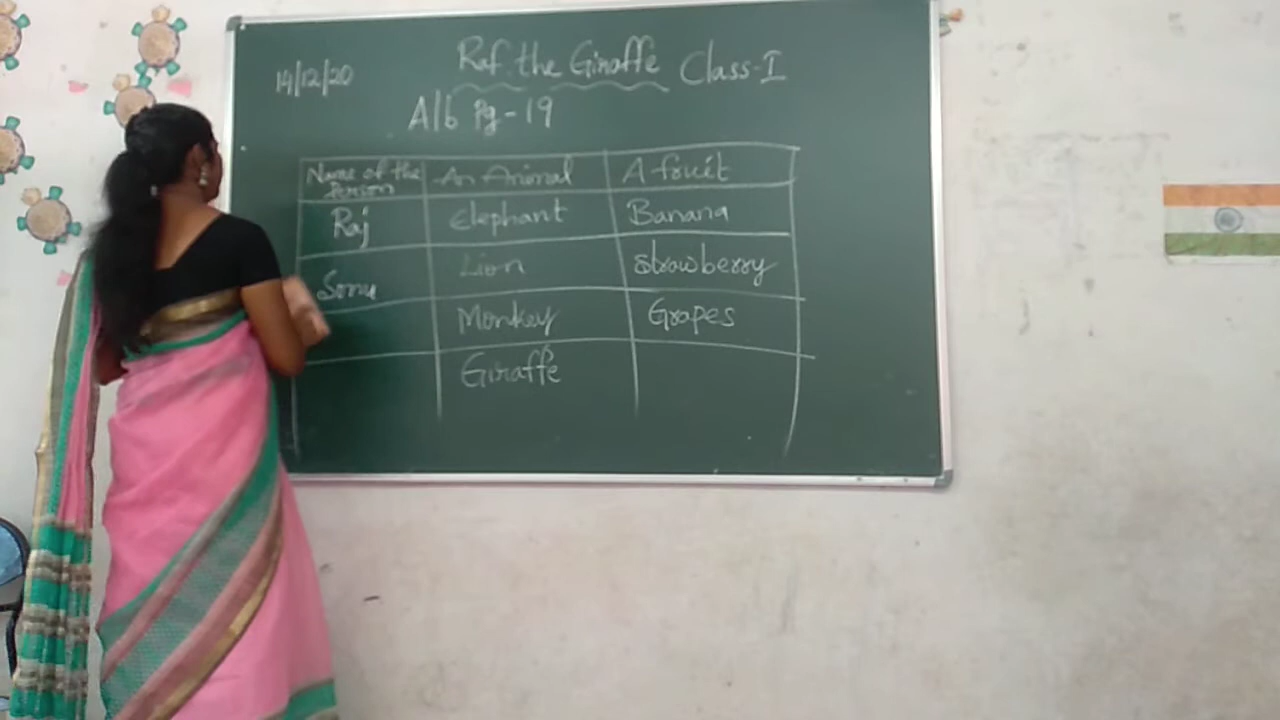 14/12/20
Raf the Giraffe Class-I
A/b Pg-19
Name of the Person An Animal A fruit
Raj Elephant Banana
Sonu Lion Strawberry
Monkey Grapes
Giraffe